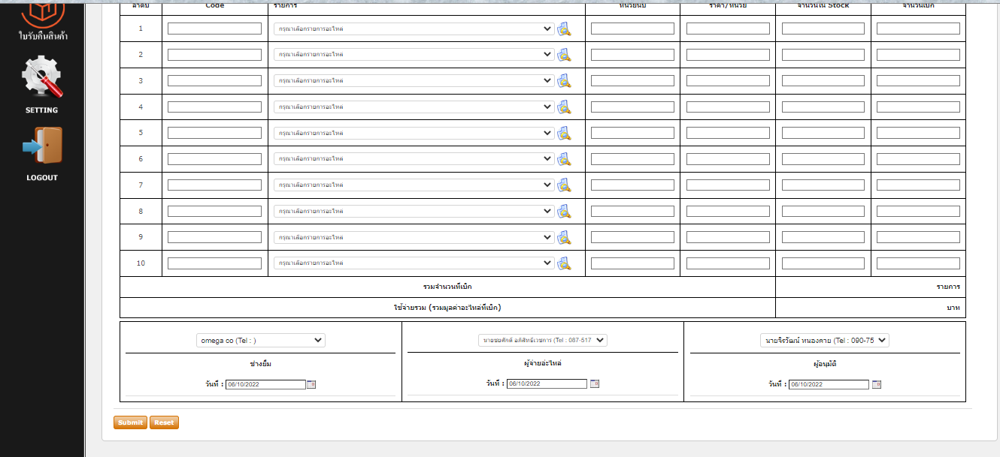 ใบรับคืนสินค้า
SETTING
LOGOUT
ลำดับ Code รายการ หน่วยนับ ราคา/หน่วย จำนวนใน Stock จำนวนเบิก
1 กรุณาเลือกรายการอะไหล่
2 กรุณาเลือกรายการอะไหล่
3 กรุณาเลือกรายการอะไหล่
4 กรุณาเลือกรายการอะไหล่
5 กรุณาเลือกรายการอะไหล่
6 กรุณาเลือกรายการอะไหล่
7 กรุณาเลือกรายการอะไหล่
8 กรุณาเลือกรายการอะไหล่
9 กรุณาเลือกรายการอะไหล่
10 กรุณาเลือกรายการอะไหล่
รวมจำนวนที่เบิก รายการ
ใช้จ่ายรวม (รวมมูลค่าอะไหล่ที่เบิก) บาท
omega co (Tel : ) นายชยศักดิ์ อภิสิทธิ์เวชการ (Tel : 087-517 นายจิรวัฒน์ หนองคาย (Tel : 090-75
ช่างยืม ผู้จ่ายอะไหล่ ผู้อนุมัติ
วันที่ : 06/10/2022 วันที่ : 06/10/2022 วันที่ : 06/10/2022
Submit Reset